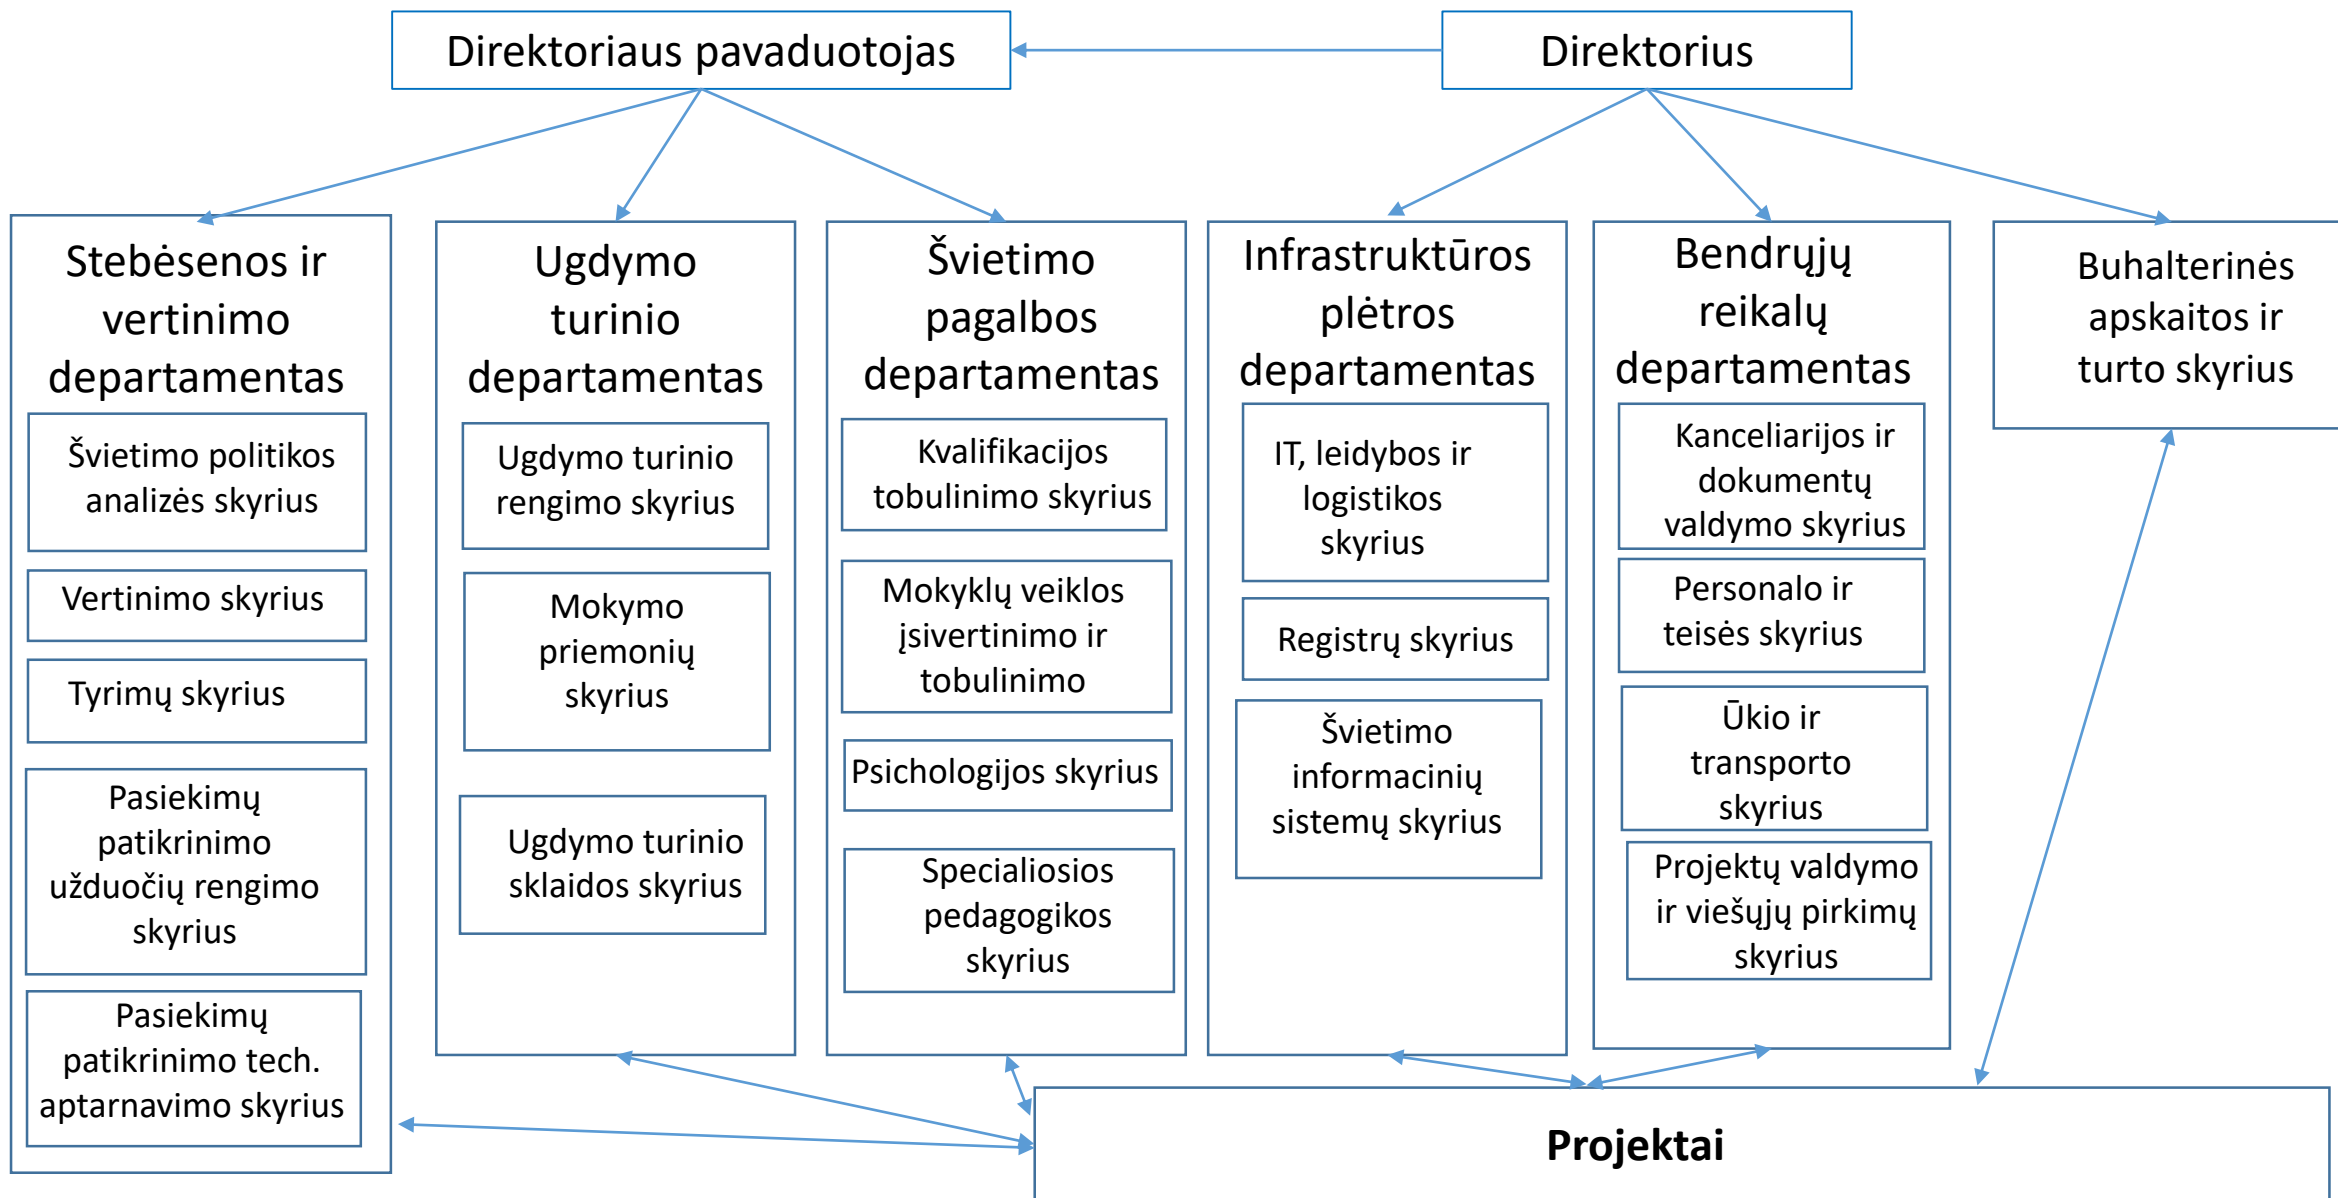 Direktoriaus pavaduotojas
Direktorius
Stebėsenos ir
vertinimo
departamentas
Švietimo politikos
analizės skyrius
Vertinimo skyrius
Tyrimų skyrius
Pasiekimų
patikrinimo
užduočių rengimo
skyrius
Pasiekimų
patikrinimo tech.
aptarnavimo skyrius
Ugdymo
turinio
departamentas
Ugdymo turinio
rengimo skyrius
Mokymo
priemonių
skyrius
Ugdymo turinio
sklaidos skyrius
Švietimo
pagalbos
departamentas
Kvalifikacijos
tobulinimo skyrius
Mokyklų veiklos
įsivertinimo ir
tobulinimo
Psichologijos skyrius
Specialiosios
pedagogikos
skyrius
Infrastruktūros
plėtros
departamentas
IT, leidybos ir
logistikos
skyrius
Registrų skyrius
Švietimo
informacinių
sistemų skyrius
Bendrųjų
reikalų
departamentas
Kanceliarijos ir
dokumentų
valdymo skyrius
Personalo ir
teisės skyrius
Ūkio ir
transporto
skyrius
Projektų valdymo
ir viešųjų pirkimų
skyrius
Buhalterinės
apskaitos ir
turto skyrius
Projektai